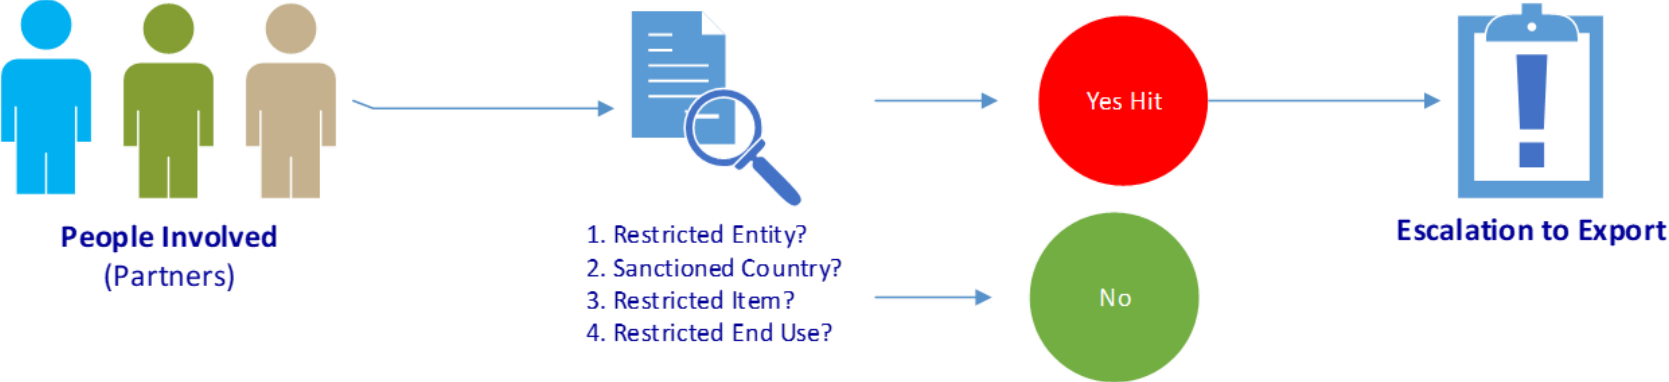 People Involved
(Partners)
1. Restricted Entity?
2. Sanctioned Country?
3. Restricted Item?
4. Restricted End Use?
Yes Hit
No
Escalation to Export